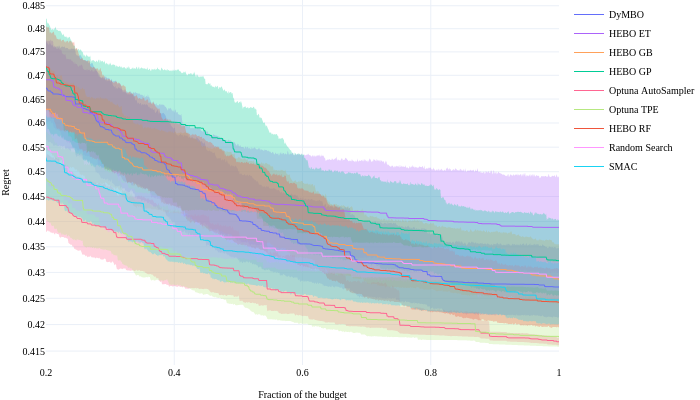 0.485
0.48
0.475
0.47
0.465
0.46
0.455
0.45
0.445
0.44
0.435
0.43
0.425
0.42
0.415
0.2
0.4
0.6
0.8
1
Regret
Fraction of the budget
DyMBO
HEBO ET
HEBO GB
HEBO GP
Optuna AutoSampler
Optuna TPE
HEBO RF
Random Search
SMAC